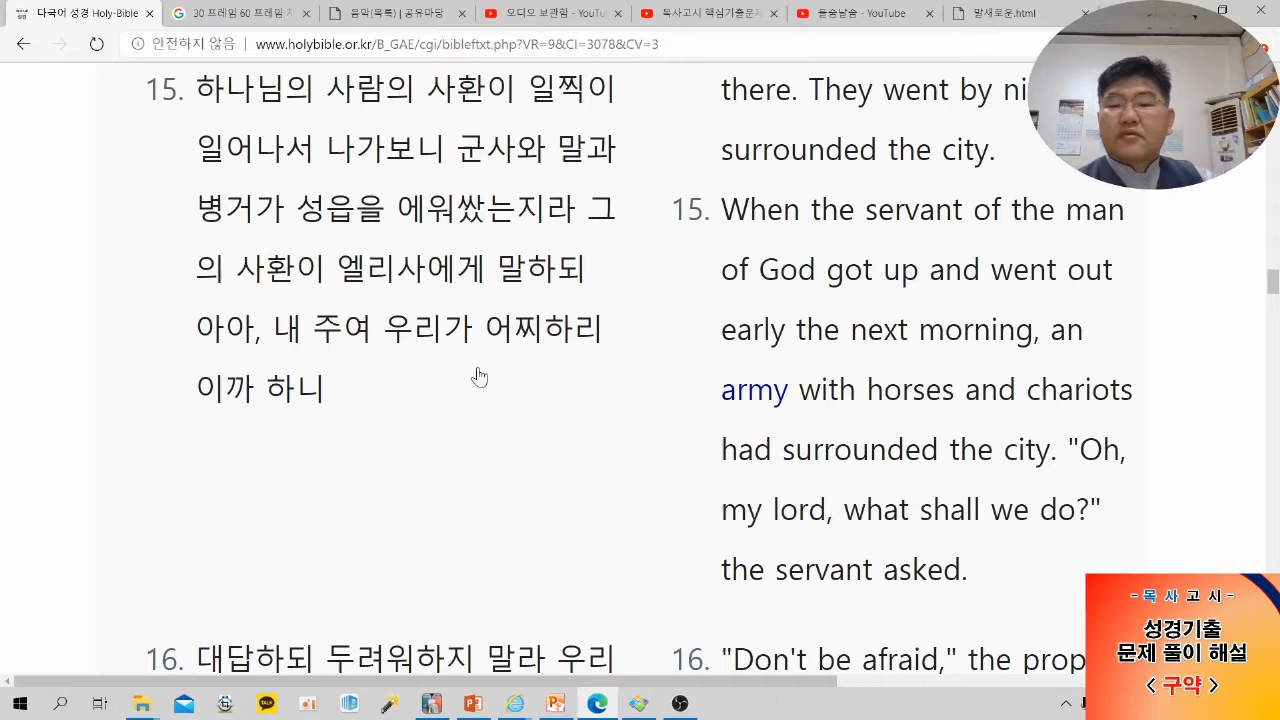 다국어 성경 Holy-Bible
30 프레임 60 프레임
음악(목록) | 공유마당
오디오 보관함 - YouTu
목사고시 핵심기출문제
들숨날숨 - YouTube
말새로운.html
안전하지 않음
www.holybible.or.kr/B_GAE/cgi/bibleftxt.php?VR=9&CI=3078&CV=3
15. 하나님의 사람의 사환이 일찍이
일어나서 나가보니 군사와 말과
병거가 성읍을 에워쌌는지라 그
의 사환이 엘리사에게 말하되
아아, 내 주여 우리가 어찌하리
이까 하니
16. 대답하되 두려워하지 말라 우리
there. They went by ni
surrounded the city.
15. When the servant of the man
of God got up and went out
early the next morning, an
army with horses and chariots
had surrounded the city. "Oh,
my lord, what shall we do?"
the servant asked.
16. "Don't be afraid," the prop
- 목 사 고 시 -
성경기출
문제 풀이 해설
< 구약 >